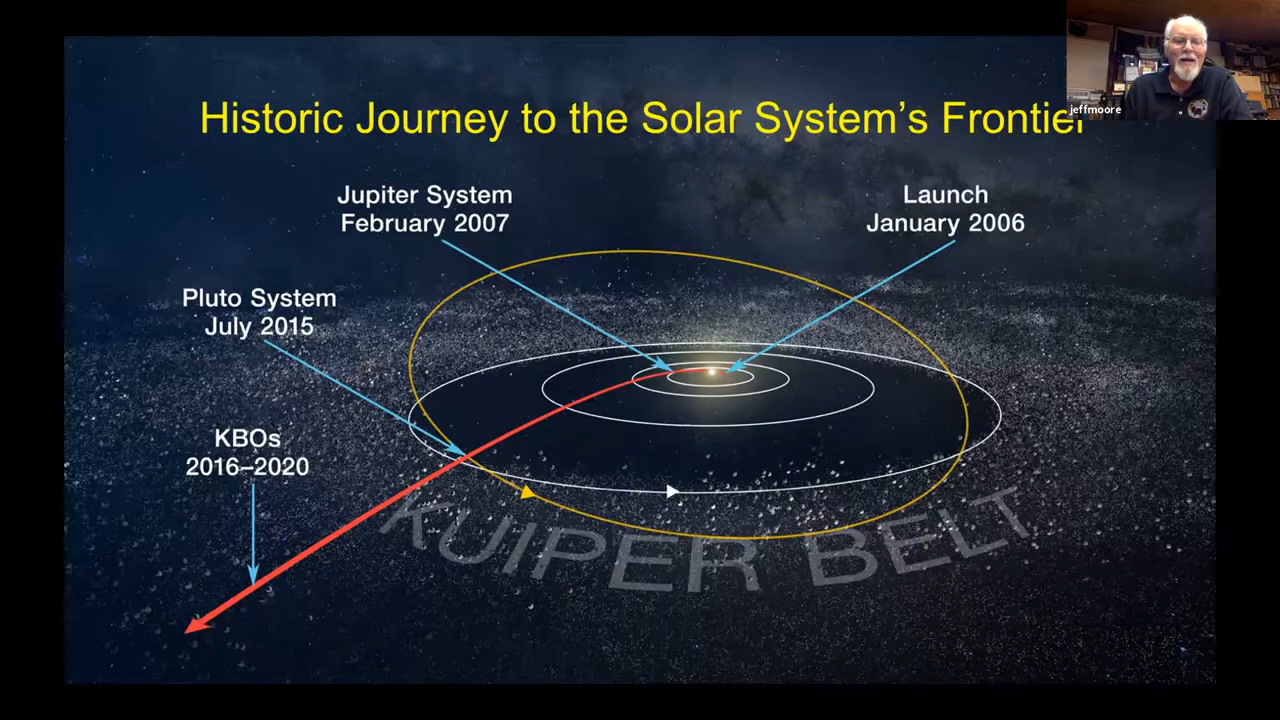 Historic Journey to the Solar System's Frontier
jeffmoore
Jupiter System
February 2007
Launch
January 2006
Pluto System
July 2015
KBOs
2016–2020
KUIPER BELT